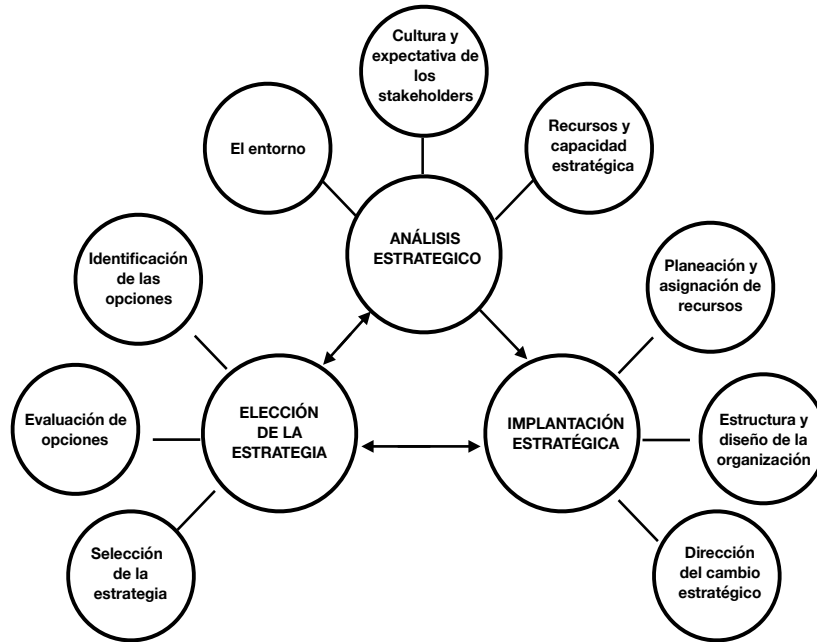 Cultura y
expectativa de
los
stakeholders
El entorno
Recursos y
capacidad
estratégica
ANÁLISIS
ESTRATEGICO
Identificación
de las
opciones
Planeación y
asignación de
recursos
Evaluación de
opciones
ELECCIÓN
DE LA
ESTRATEGIA
IMPLANTACIÓN
ESTRATÉGICA
Estructura y
diseño de la
organización
Selección
de la
estrategia
Dirección
del cambio
estratégico